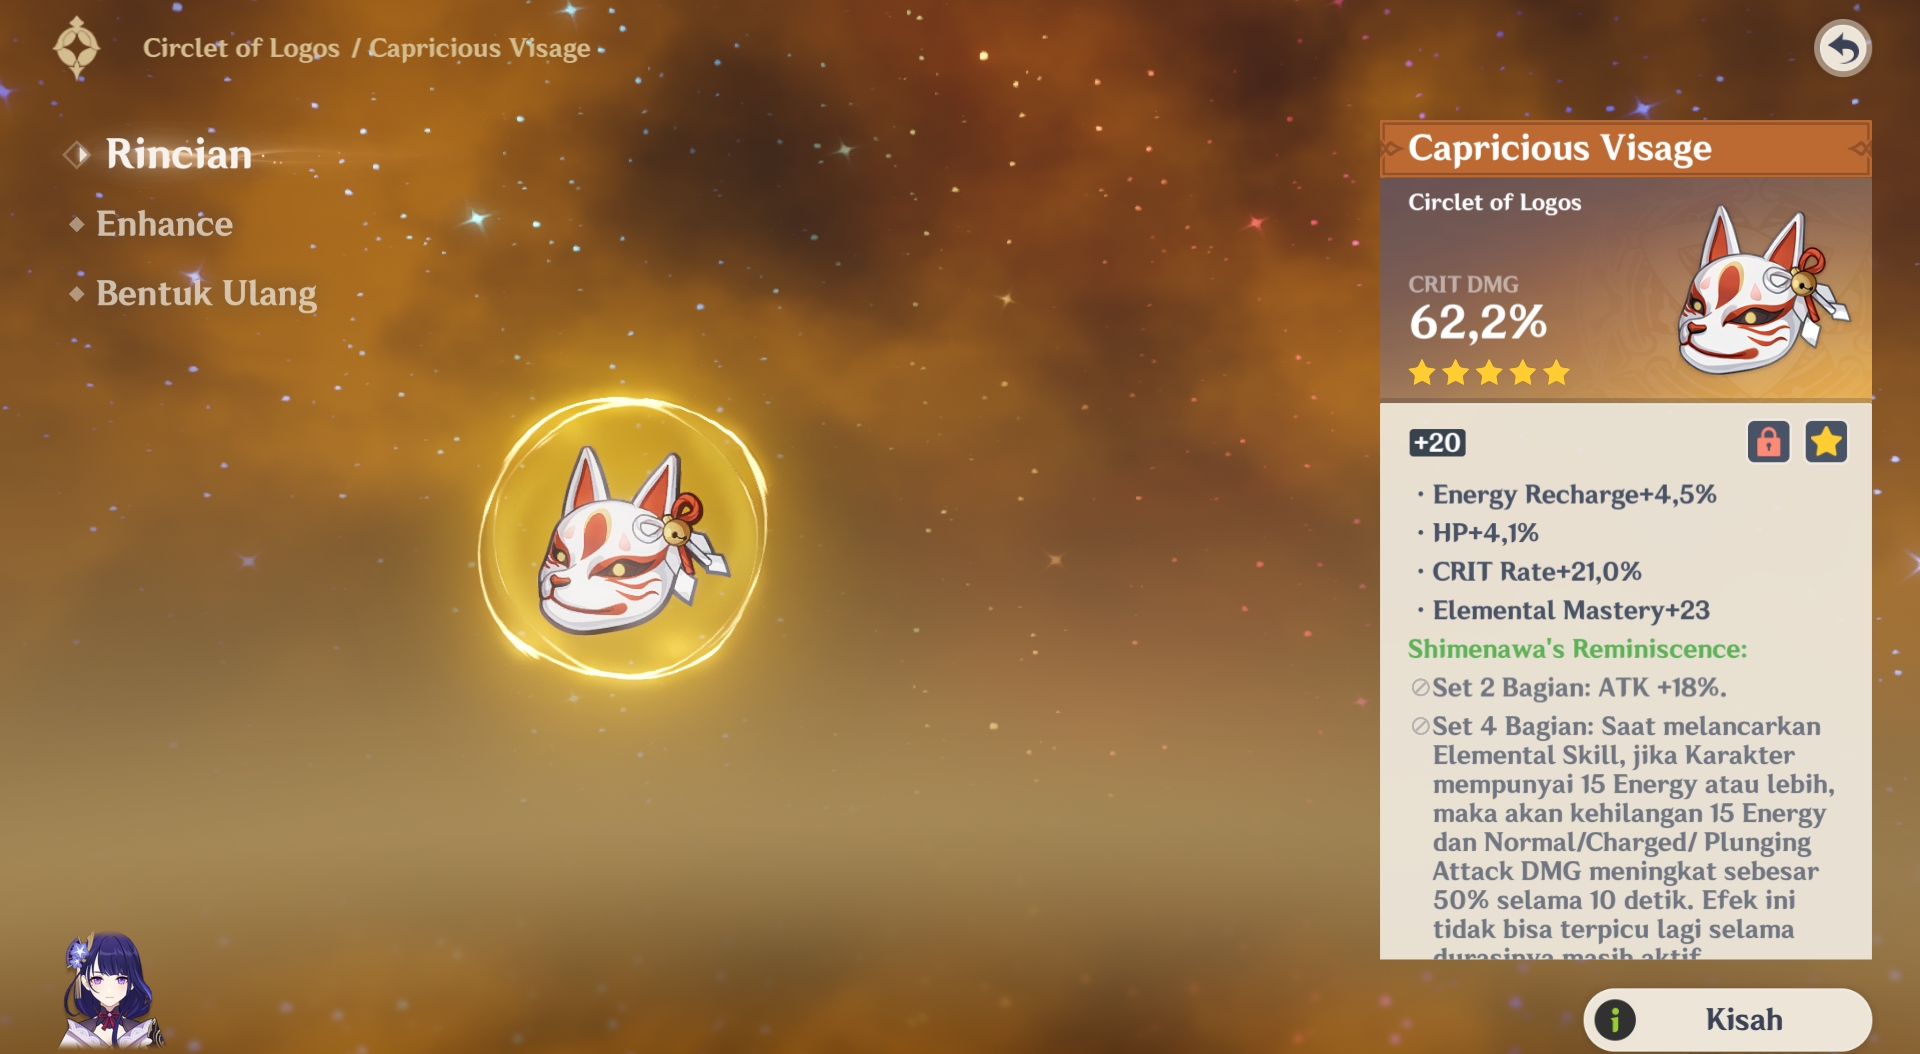 Circlet of Logos / Capricious Visage
Rincian
Enhance
Bentuk Ulang
Capricious Visage
Circlet of Logos
CRIT DMG
62,2%
+20
· Energy Recharge+4,5%
· HP+4,1%
· CRIT Rate+21,0%
· Elemental Mastery+23
Shimenawa's Reminiscence:
Set 2 Bagian: ATK +18%.
Set 4 Bagian: Saat melancarkan
Elemental Skill, jika Karakter
mempunyai 15 Energy atau lebih,
maka akan kehilangan 15 Energy
dan Normal/Charged/ Plunging
Attack DMG meningkat sebesar
50% selama 10 detik. Efek ini
tidak bisa terpicu lagi selama
durasinya masih aktif.
Kisah